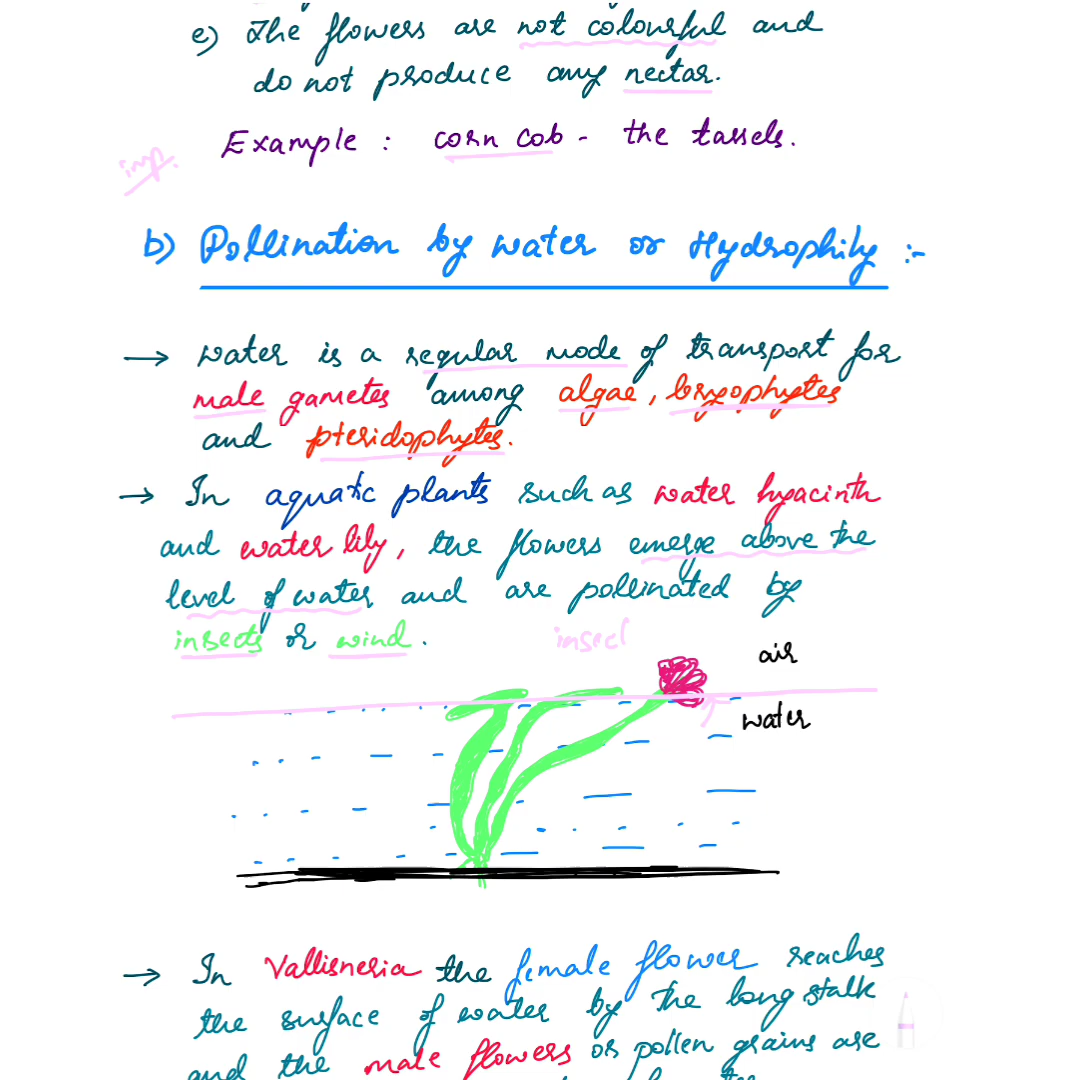 e) The flowers are not colourful and
do not produce any nectar.
Example : corn cob - the tassels.
imp.
b) Pollination by water or Hydrophily :-
→ water is a regular mode of transport for
male gametes among algae, bryophytes
and pteridophytes.
→ In aquatic plants such as water hyacinth
and water lily, the flowers emerge above the
level of water and are pollinated by
insects or wind.
insect
air
water
→ In Vallisneria the female flower reaches
the surface of water by the long stalk
and the male flowers or pollen grains are